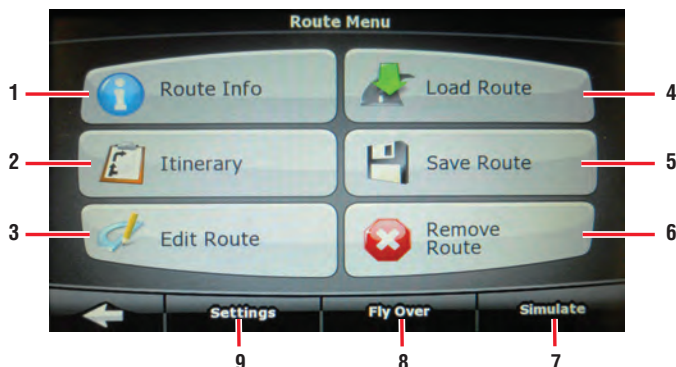 Route Menu
1 Route Info Load Route 4
2 Itinerary Save Route 5
3 Edit Route Remove Route 6
Settings Fly Over Simulate
9 8 7